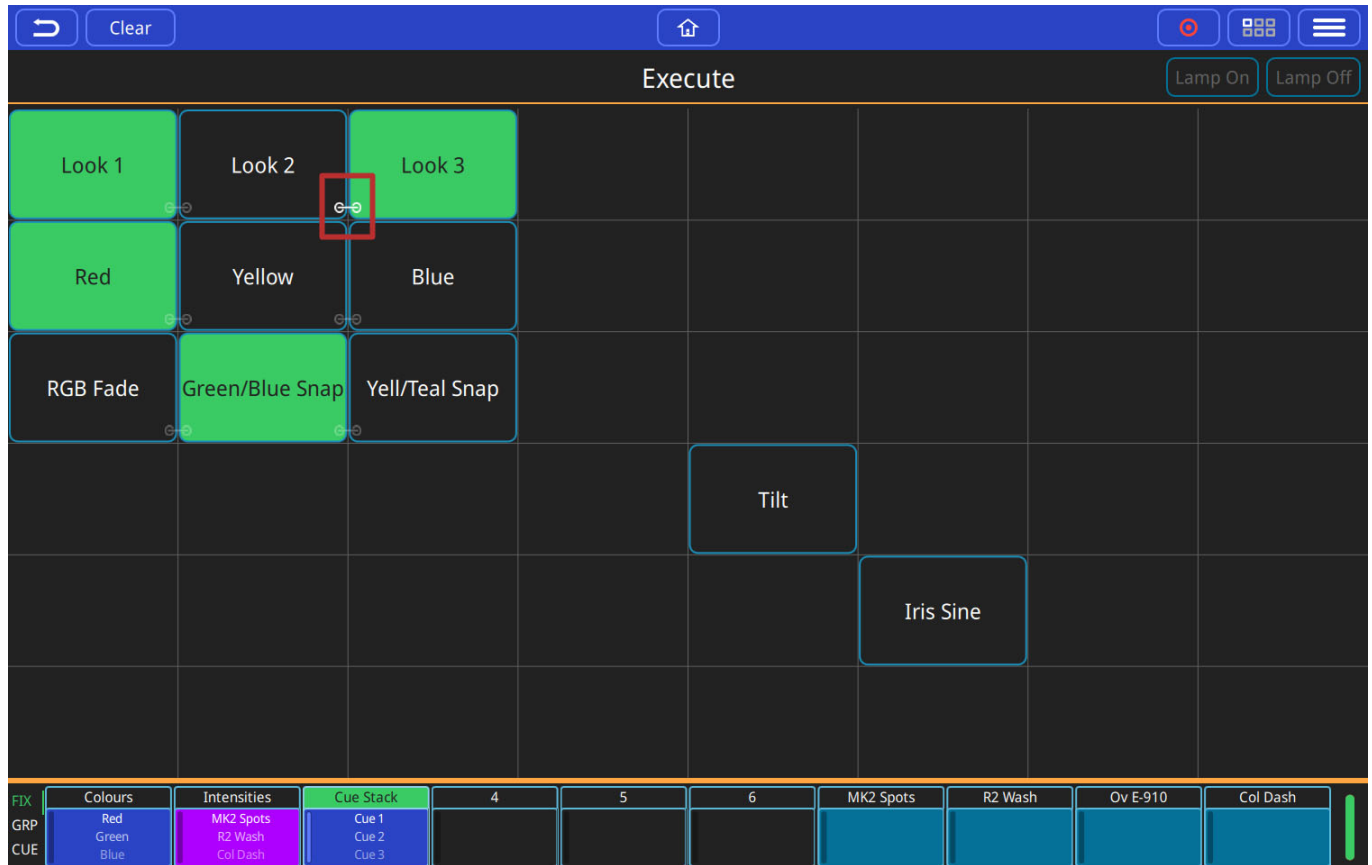 Clear
Execute
Lamp On Lamp Off
Look 1 Look 2 Look 3
Red Yellow Blue
RGB Fade Green/Blue Snap Yell/Teal Snap
Tilt
Iris Sine
FIX Colours Intensities Cue Stack 4 5 6 MK2 Spots R2 Wash Ov E-910 Col Dash
Red MK2 Spots Cue 1
GRP Green R2 Wash Cue 2
CUE Blue Col Dash Cue 3